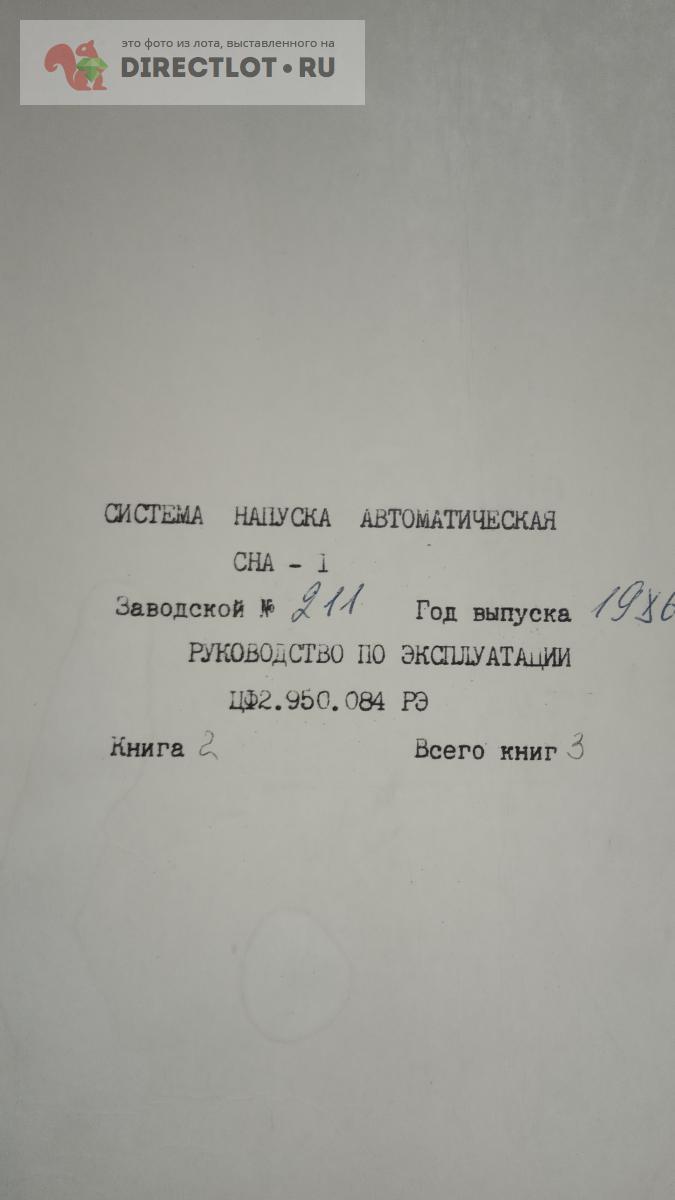 это фото из лота, выставленного на
DIRECTLOT•RU
СИСТЕМА НАПУСКА АВТОМАТИЧЕСКАЯ
СНА - 1
Заводской № 211 Год выпуска 1986
РУКОВОДСТВО ПО ЭКСПЛУАТАЦИИ
ЦФ2.950.084 РЭ
Книга 2 Всего книг 3